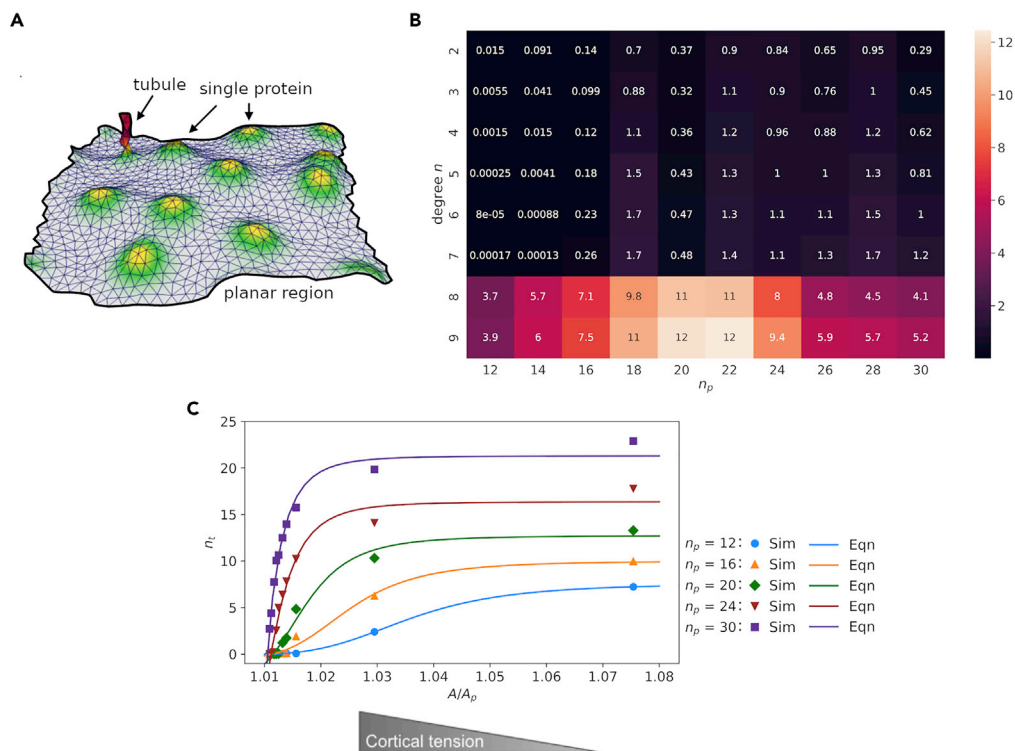 A
tubule
single protein
planar region
B
degree n
2 0.015 0.091 0.14 0.7 0.37 0.9 0.84 0.65 0.95 0.29
3 0.0055 0.041 0.099 0.88 0.32 1.1 0.9 0.76 1 0.45
4 0.0015 0.015 0.12 1.1 0.36 1.2 0.96 0.88 1.2 0.62
5 0.00025 0.0041 0.18 1.5 0.43 1.3 1 1 1.3 0.81
6 8e-05 0.00088 0.23 1.7 0.47 1.3 1.1 1.1 1.5 1
7 0.00017 0.00013 0.26 1.7 0.48 1.4 1.1 1.3 1.7 1.2
8 3.7 5.7 7.1 9.8 11 11 8 4.8 4.5 4.1
9 3.9 6 7.5 11 12 12 9.4 5.9 5.7 5.2
12 14 16 18 20 22 24 26 28 30
n_p
12
10
8
6
4
2
C
n_t
25
20
15
10
5
0
1.01 1.02 1.03 1.04 1.05 1.06 1.07 1.08
A/A_p
n_p = 12: Sim Eqn
n_p = 16: Sim Eqn
n_p = 20: Sim Eqn
n_p = 24: Sim Eqn
n_p = 30: Sim Eqn
Cortical tension